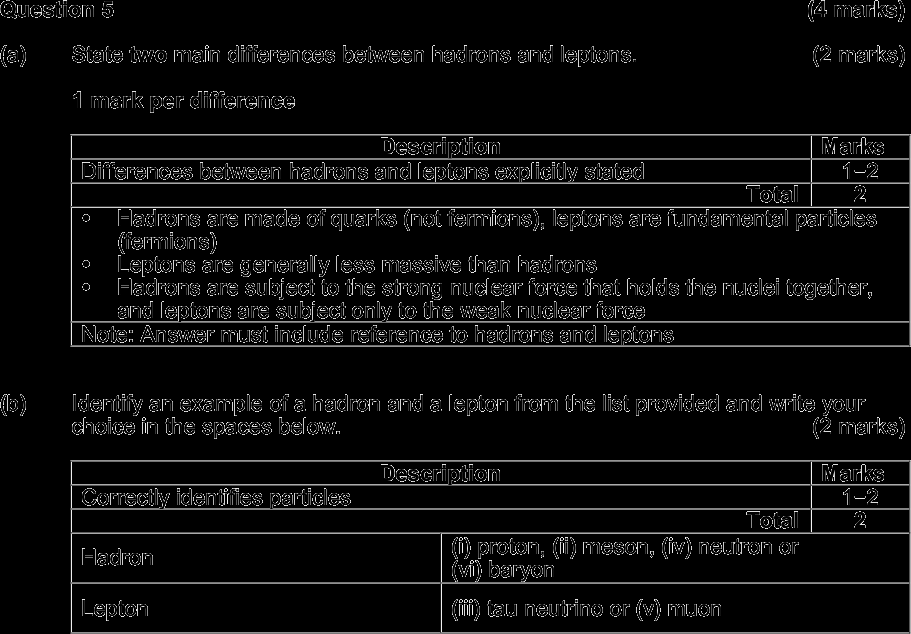 Question 5 (4 marks)
(a) State two main differences between hadrons and leptons. (2 marks)
1 mark per difference
Description Marks
Differences between hadrons and leptons explicitly stated 1–2
Total 2
• Hadrons are made of quarks (not fermions), leptons are fundamental particles
(fermions)
• Leptons are generally less massive than hadrons
• Hadrons are subject to the strong nuclear force that holds the nuclei together,
and leptons are subject only to the weak nuclear force
Note: Answer must include reference to hadrons and leptons
(b) Identify an example of a hadron and a lepton from the list provided and write your
choice in the spaces below. (2 marks)
Description Marks
Correctly identifies particles 1–2
Total 2
Hadron (i) proton, (ii) meson, (iv) neutron or
(vi) baryon
Lepton (iii) tau neutrino or (v) muon